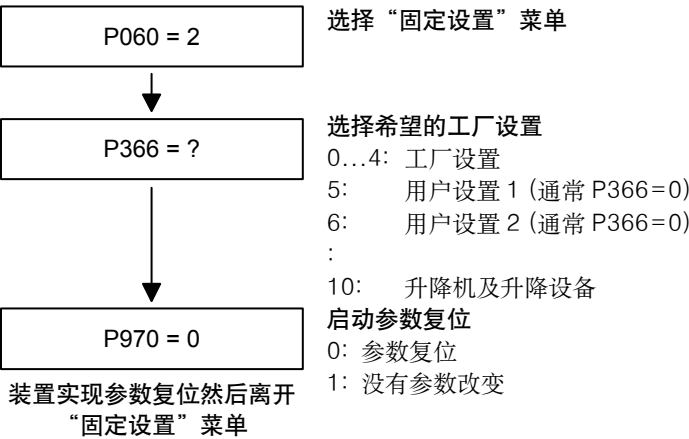 P060 = 2
选择“固定设置”菜单
P366 = ?
选择希望的工厂设置
0...4: 工厂设置
5: 用户设置 1 (通常 P366=0)
6: 用户设置 2 (通常 P366=0)
:
10: 升降机及升降设备
P970 = 0
启动参数复位
0: 参数复位
1: 没有参数改变
装置实现参数复位然后离开
“固定设置”菜单